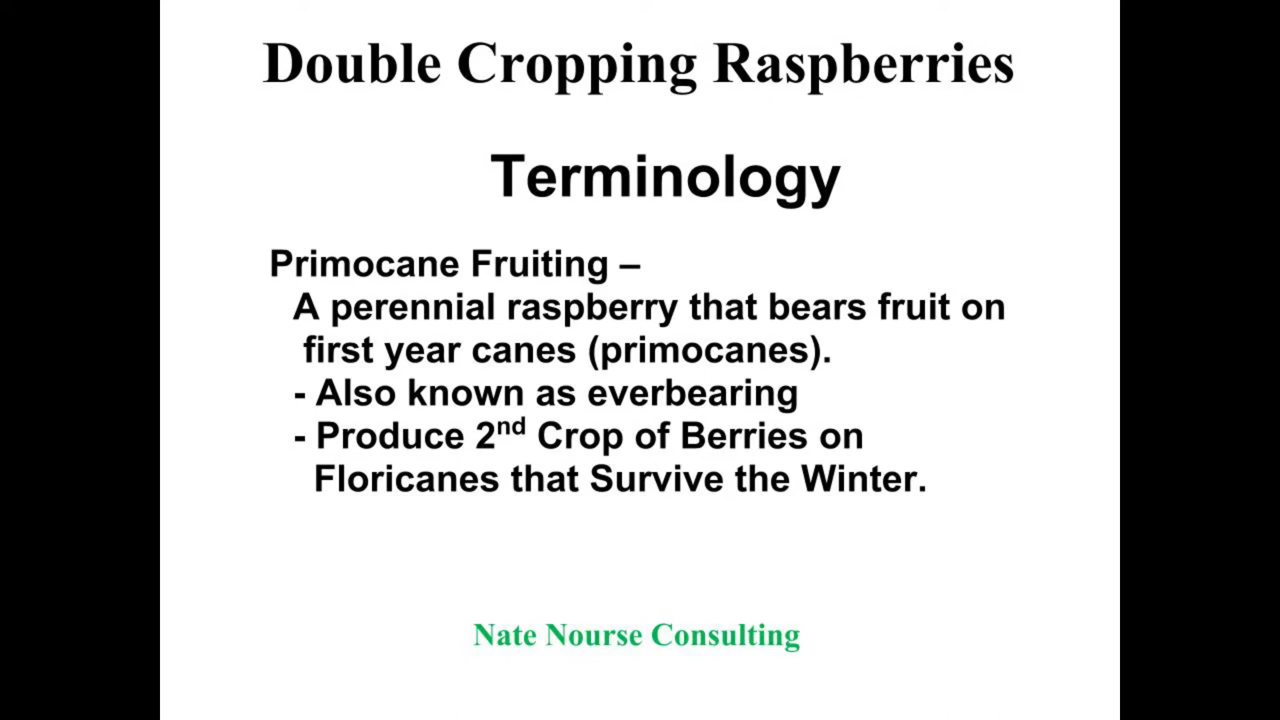 Double Cropping Raspberries
Terminology
Primocane Fruiting –
A perennial raspberry that bears fruit on
first year canes (primocanes).
- Also known as everbearing
- Produce 2nd Crop of Berries on
Floricanes that Survive the Winter.
Nate Nourse Consulting